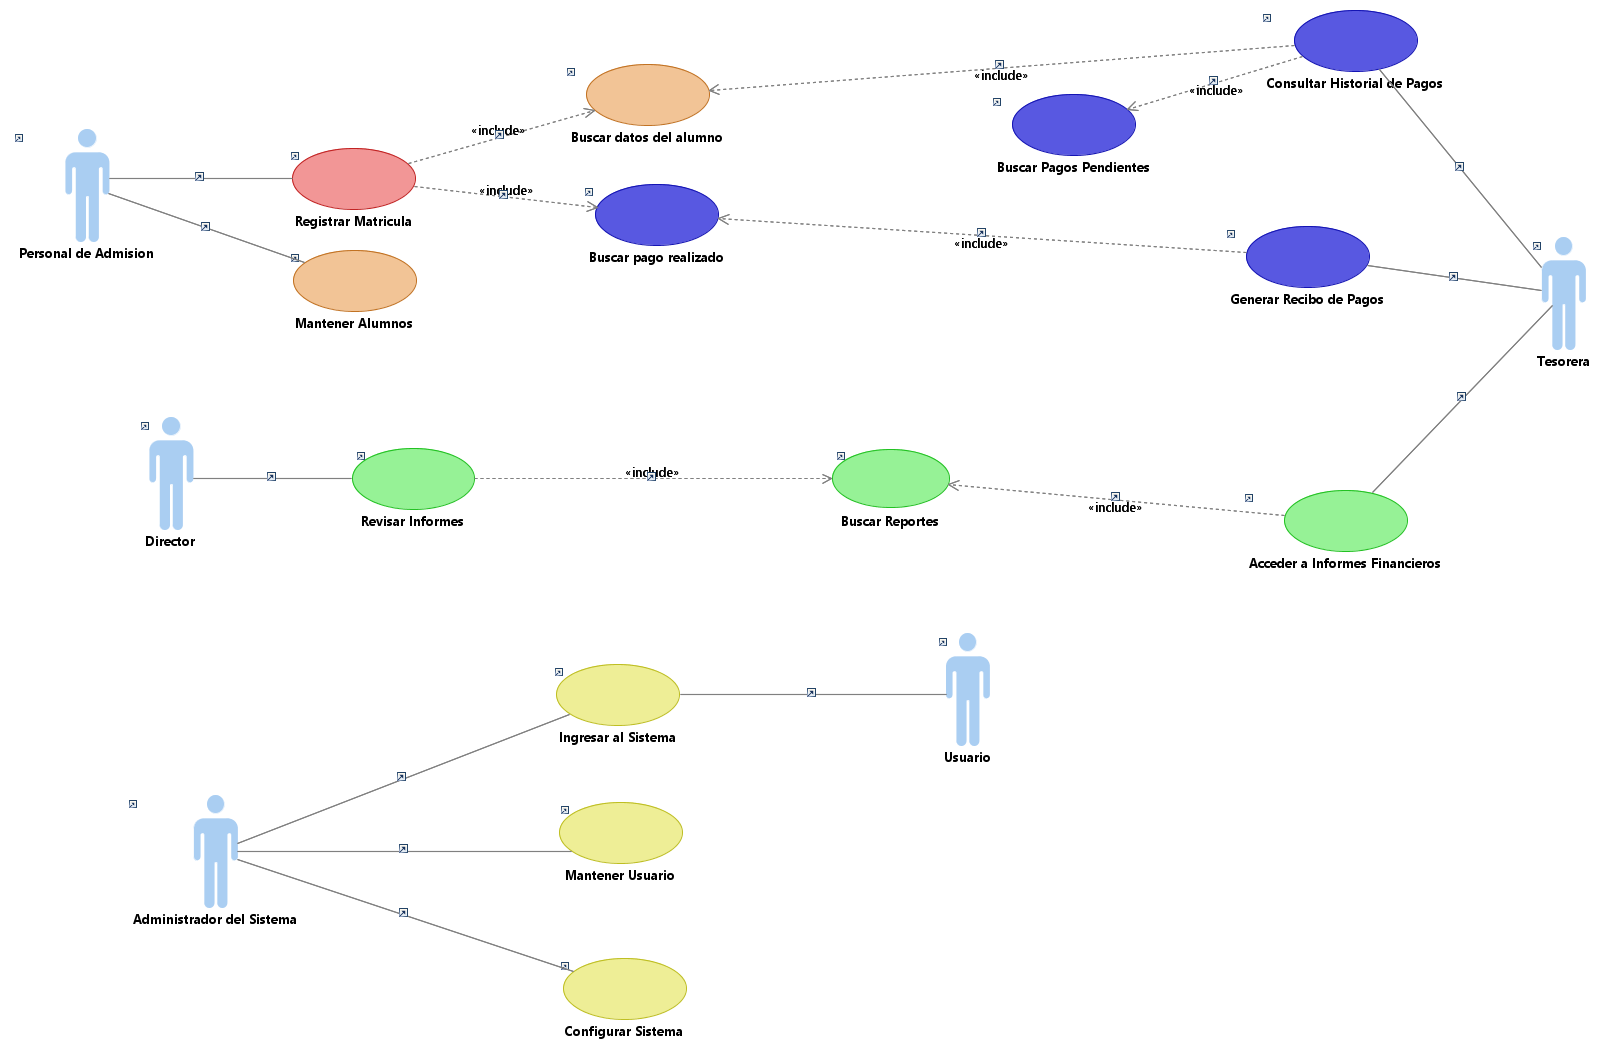 «include»
Consultar Historial de Pagos
«include»
«include»
Buscar datos del alumno
Buscar Pagos Pendientes
«include»
Registrar Matricula
Personal de Admision
Buscar pago realizado
«include»
Generar Recibo de Pagos
Mantener Alumnos
Tesorera
«include»
Director
Revisar Informes
Buscar Reportes
«include»
Acceder a Informes Financieros
Ingresar al Sistema
Usuario
Mantener Usuario
Administrador del Sistema
Configurar Sistema